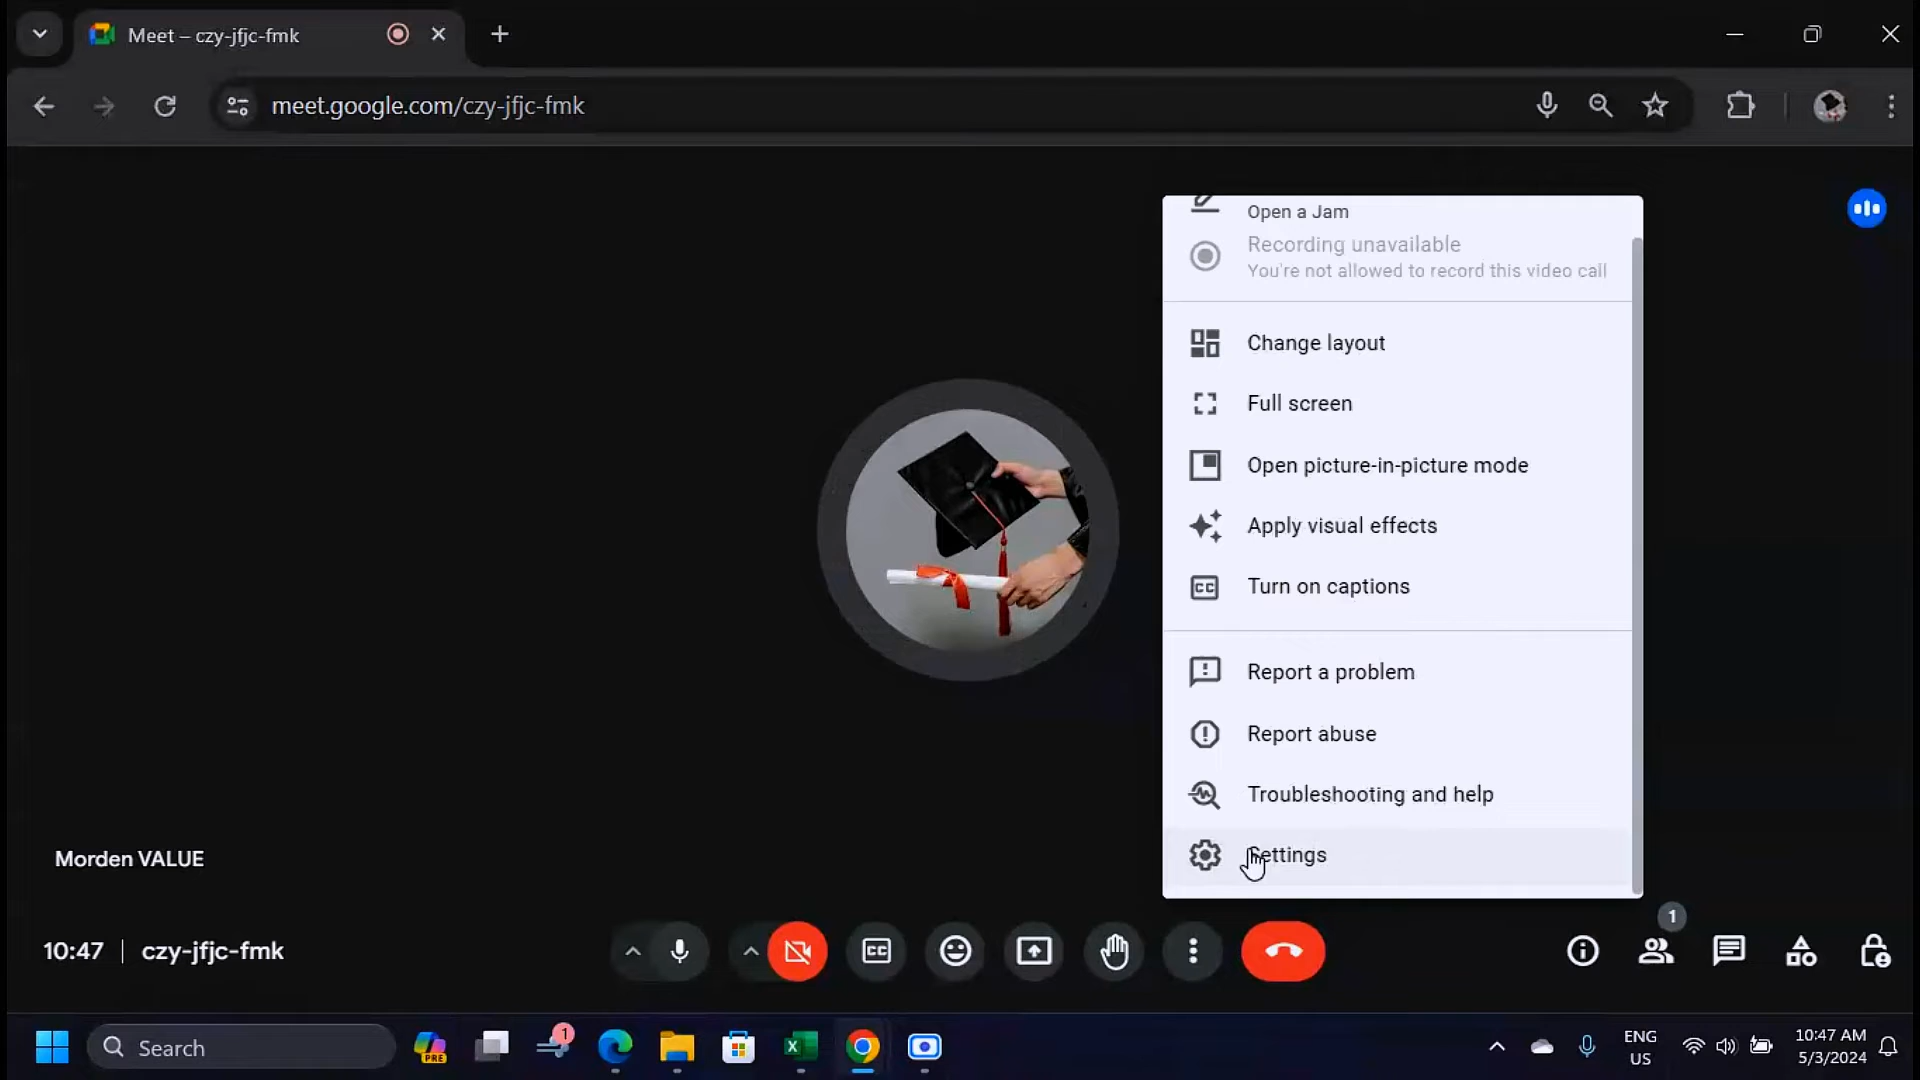 Meet – czy-jfjc-fmk
meet.google.com/czy-jfjc-fmk
Open a Jam
Recording unavailable
You're not allowed to record this video call
Change layout
Full screen
Open picture-in-picture mode
Apply visual effects
CC Turn on captions
Report a problem
Report abuse
Troubleshooting and help
Settings
Morden VALUE
1
10:47 | czy-jfjc-fmk
CC
Search
PRE
1
ENG
US
10:47 AM
5/3/2024